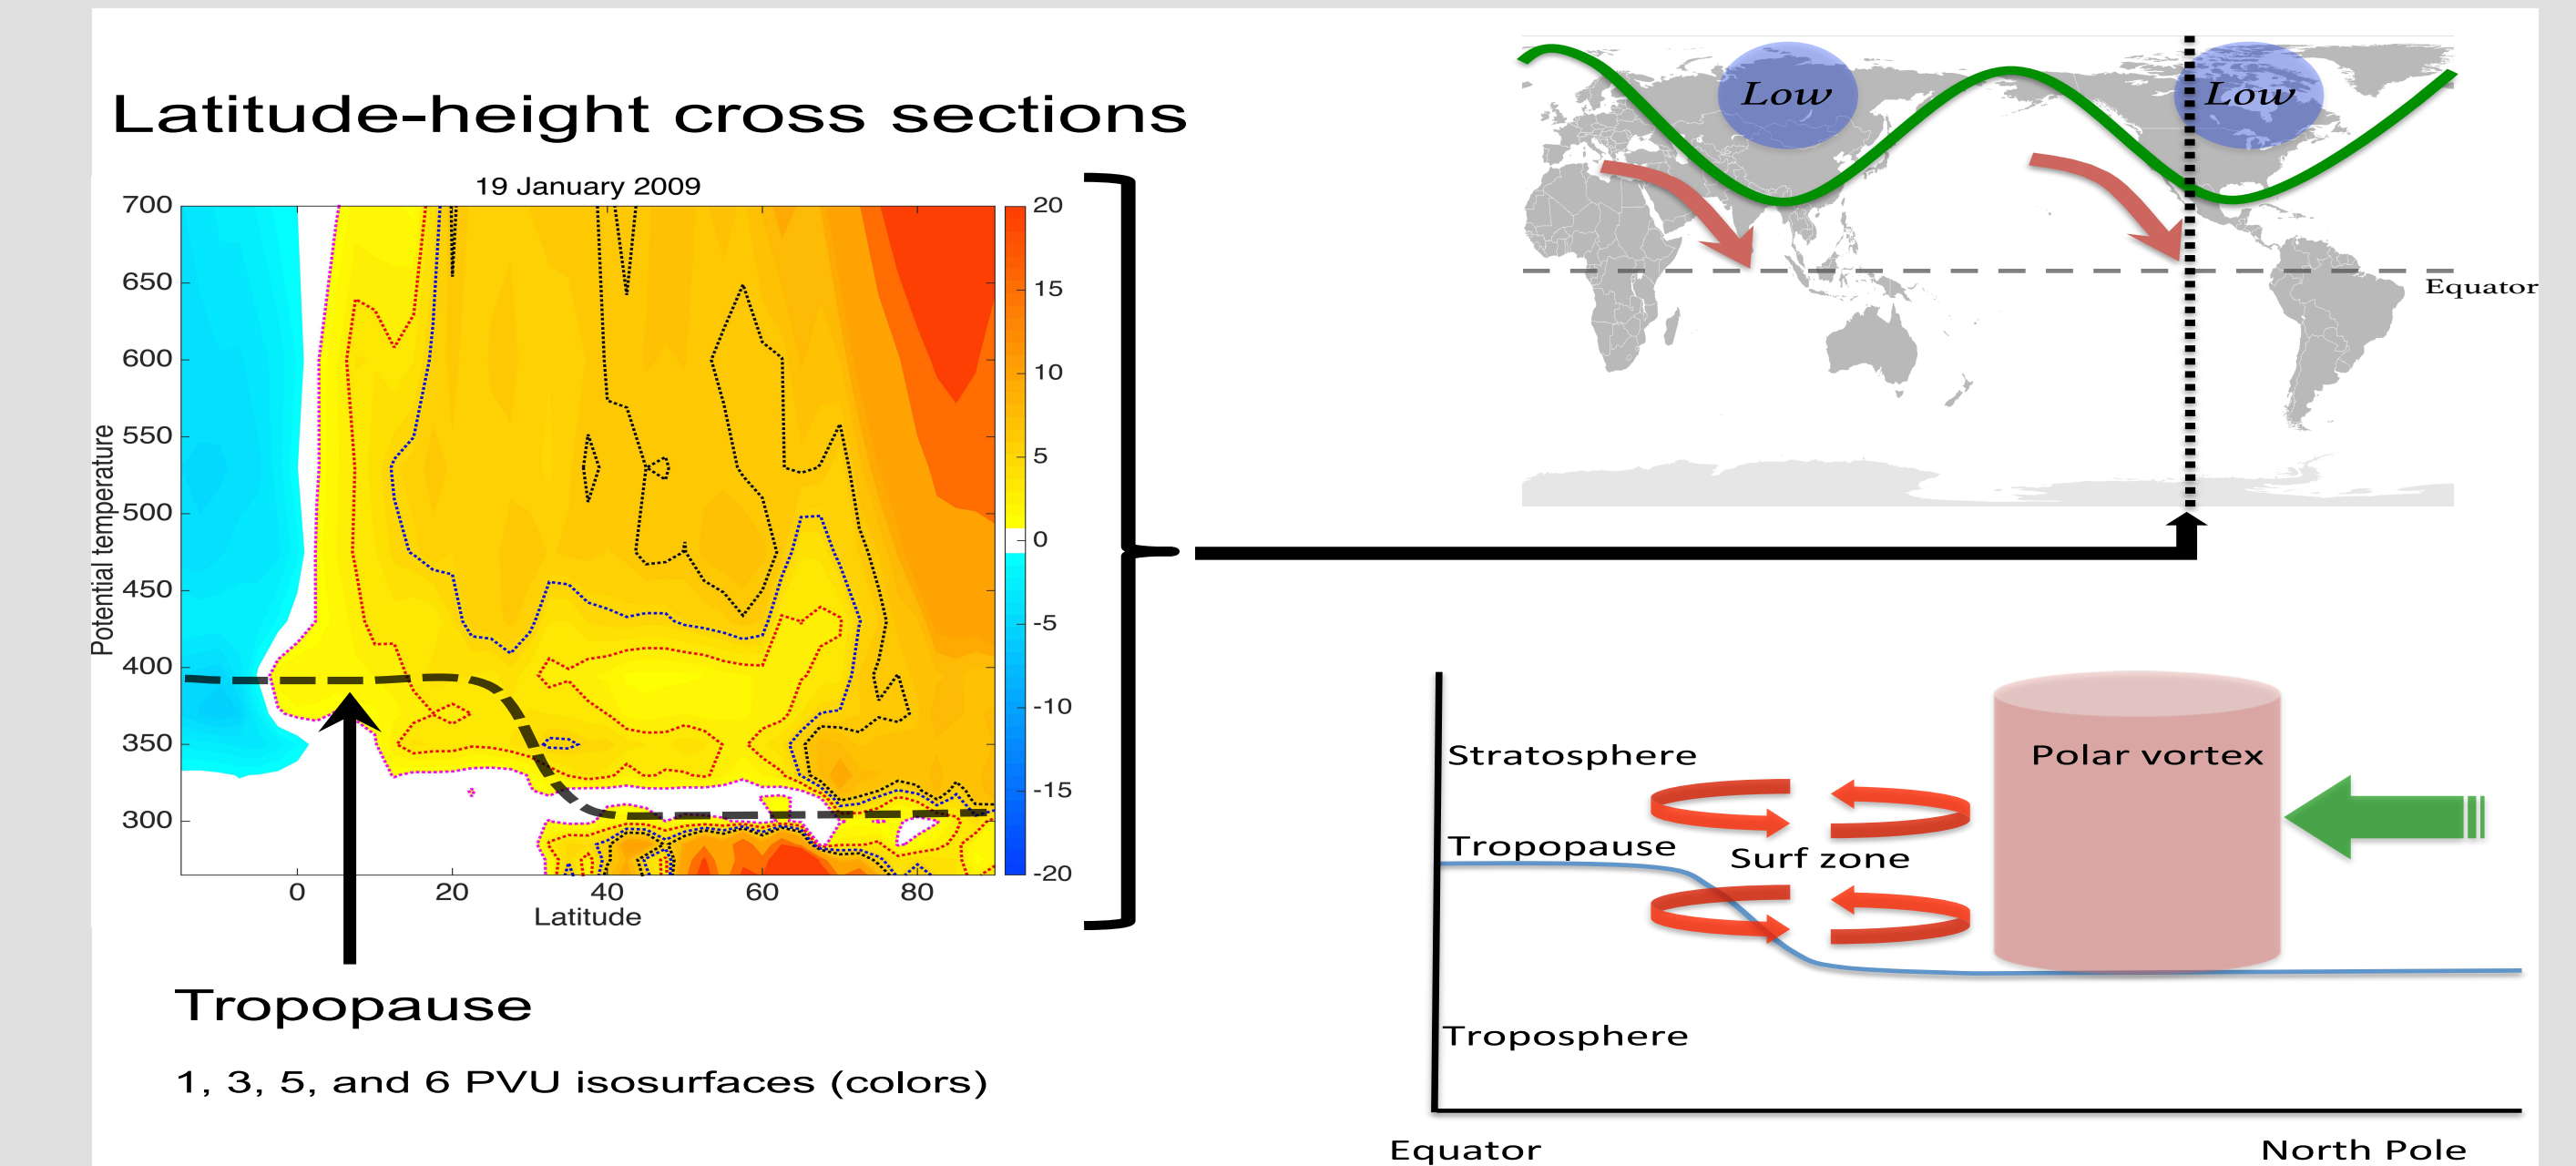 Latitude-height cross sections
19 January 2009
700
650
600
550
500
450
400
350
300
Potential temperature
0
20
40
60
80
Latitude
20
15
10
5
0
-5
-10
-15
-20
Tropopause
1, 3, 5, and 6 PVU isosurfaces (colors)
Low
Low
Equator
Stratosphere
Polar vortex
Tropopause
Surf zone
Troposphere
Equator
North Pole